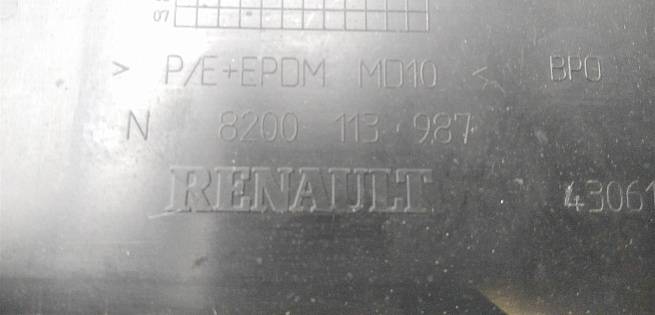 > P/E+EPDM MD10 < BPO
N 8200 113 987
RENAULT 43061